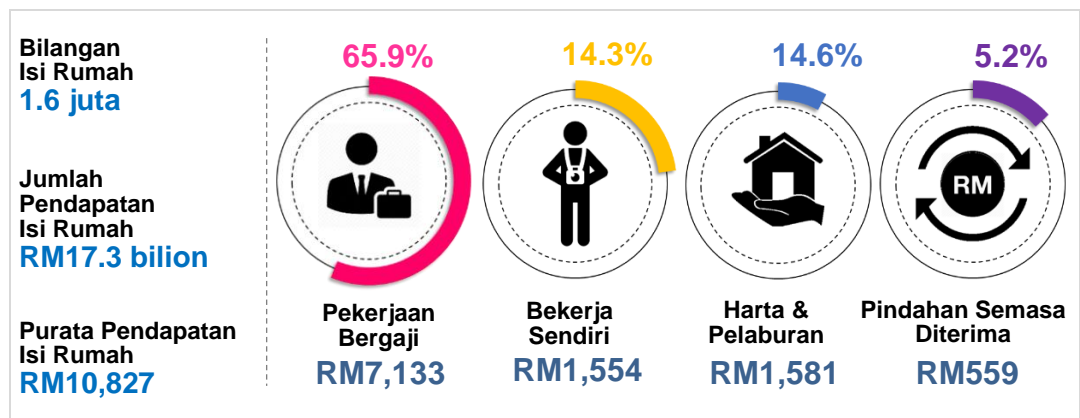 Bilangan
Isi Rumah
1.6 juta
Jumlah
Pendapatan
Isi Rumah
RM17.3 bilion
Purata Pendapatan
Isi Rumah
RM10,827
65.9%
Pekerjaan
Bergaji
RM7,133
14.3%
Bekerja
Sendiri
RM1,554
14.6%
Harta &
Pelaburan
RM1,581
5.2%
RM
Pindahan Semasa
Diterima
RM559